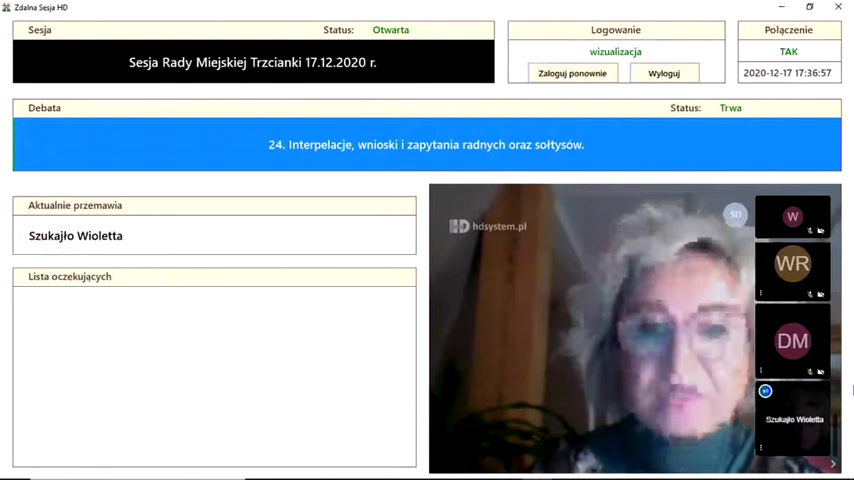 Zdalna Sesja HD
Sesja
Status: Otwarta
Sesja Rady Miejskiej Trzcianki 17.12.2020 r.
Logowanie
wizualizacja
Zaloguj ponownie
Wyloguj
Połączenie
TAK
2020-12-17 17:36:57
Debata
Status: Trwa
24. Interpelacje, wnioski i zapytania radnych oraz sołtysów.
Aktualnie przemawia
Szukajło Wioletta
Lista oczekujących
HD hdsystem.pl
SD
W
WR
DM
Szukajło Wioletta